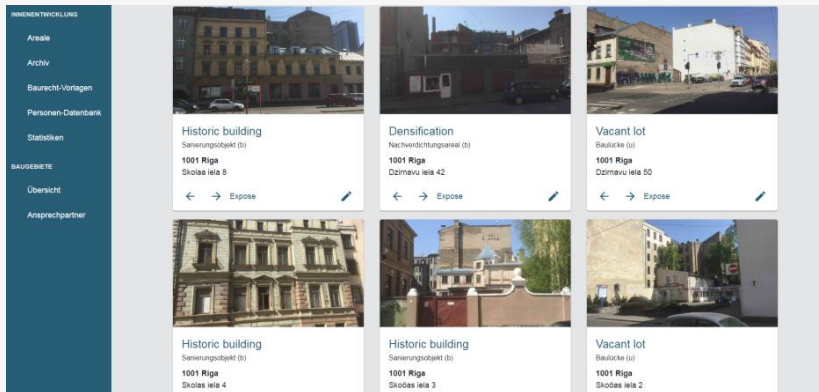 INNENENTWICKLUNG
Areale
Archiv
Baurecht-Vorlagen
Personen-Datenbank
Statistiken
BAUGEBIETE
Übersicht
Ansprechpartner
Historic building
Sanierungsobjekt (b)
1001 Riga
Skolaa iela 8
← → Expose
Densification
Nachverdichtungsareal (b)
1001 Riga
Dzirnavu iela 42
← → Expose
Vacant lot
Baulücke (u)
1001 Riga
Dzirnavu iela 50
← → Expose
Historic building
Sanierungsobjekt (b)
1001 Riga
Skolas iela 4
Historic building
Sanierungsobjekt (b)
1001 Riga
Skoöas iela 3
Vacant lot
Baulücke (u)
1001 Riga
Skoöas iela 2